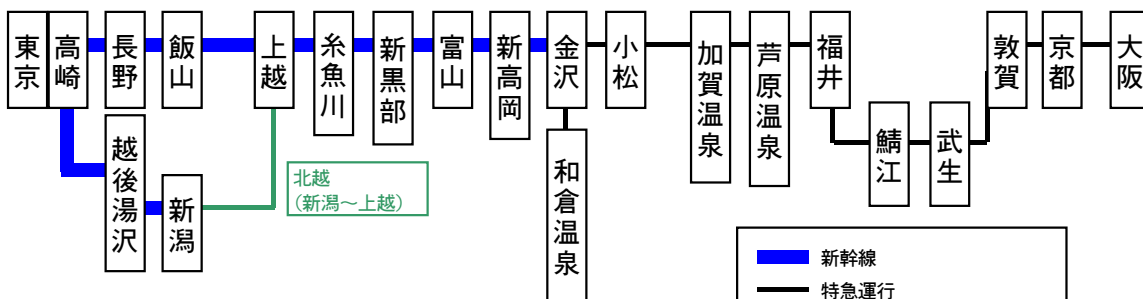 東京
高崎
長野
飯山
上越
糸魚川
新黒部
富山
新高岡
金沢
小松
加賀温泉
芦原温泉
福井
敦賀
京都
大阪
越後湯沢
新潟
北越
(新潟～上越)
和倉温泉
鯖江
武生
新幹線
特急運行